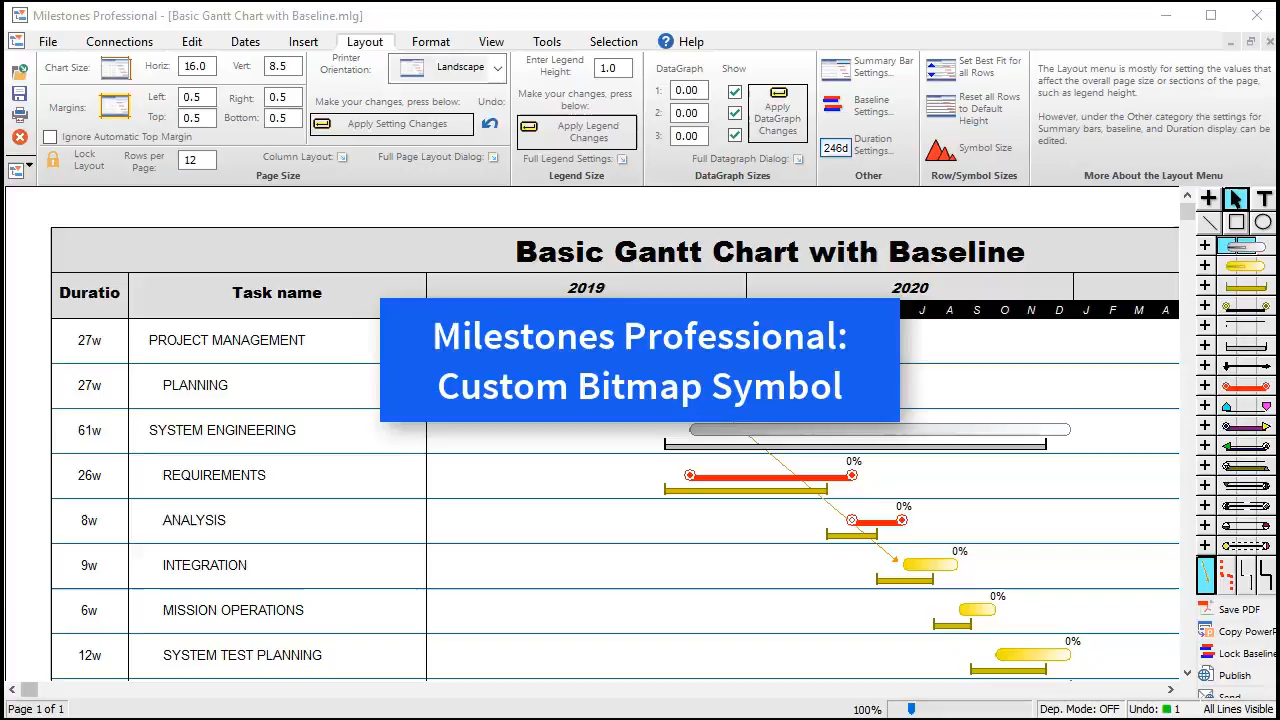 Milestones Professional - [Basic Gantt Chart with Baseline.mlg]
File Connections Edit Dates Insert Layout Format View Tools Selection ? Help
Chart Size: Horiz: 16.0 Vert: 8.5
Margins: Left: 0.5 Right: 0.5
Top: 0.5 Bottom: 0.5
Ignore Automatic Top Margin
Lock Layout Rows per Page: 12
Printer Orientation: Landscape
Make your changes, press below: Undo:
Apply Setting Changes
Column Layout: Full Page Layout Dialog:
Page Size
Enter Legend Height: 1.0
Make your changes, press below:
Apply Legend Changes
Full Legend Settings:
Legend Size
DataGraph Show
1: 0.00
2: 0.00
3: 0.00
Apply DataGraph Changes
Full Datagraph Dialog:
DataGraph Sizes
Summary Bar Settings...
Baseline Settings...
246d Duration Settings...
Other
Set Best Fit for all Rows
Reset all Rows to Default Height
Symbol Size
Row/Symbol Sizes
The Layout menu is mostly for setting the values that
affect the overall page size or sections of the page,
such as legend height.
However, under the Other category the settings for
Summary bars, baseline, and Duration display can be
edited.
More About the Layout Menu
Basic Gantt Chart with Baseline
Duratio Task name 2019 2020
J A S O N D J F M A
Milestones Professional:
Custom Bitmap Symbol
27w PROJECT MANAGEMENT
27w PLANNING
61w SYSTEM ENGINEERING
26w REQUIREMENTS 0%
8w ANALYSIS 0%
9w INTEGRATION 0%
6w MISSION OPERATIONS 0%
12w SYSTEM TEST PLANNING 0%
T
Save PDF
Copy PowerP
Lock Baseline
Publish
Page 1 of 1 100% Dep. Mode: OFF Undo: 1 All Lines Visible